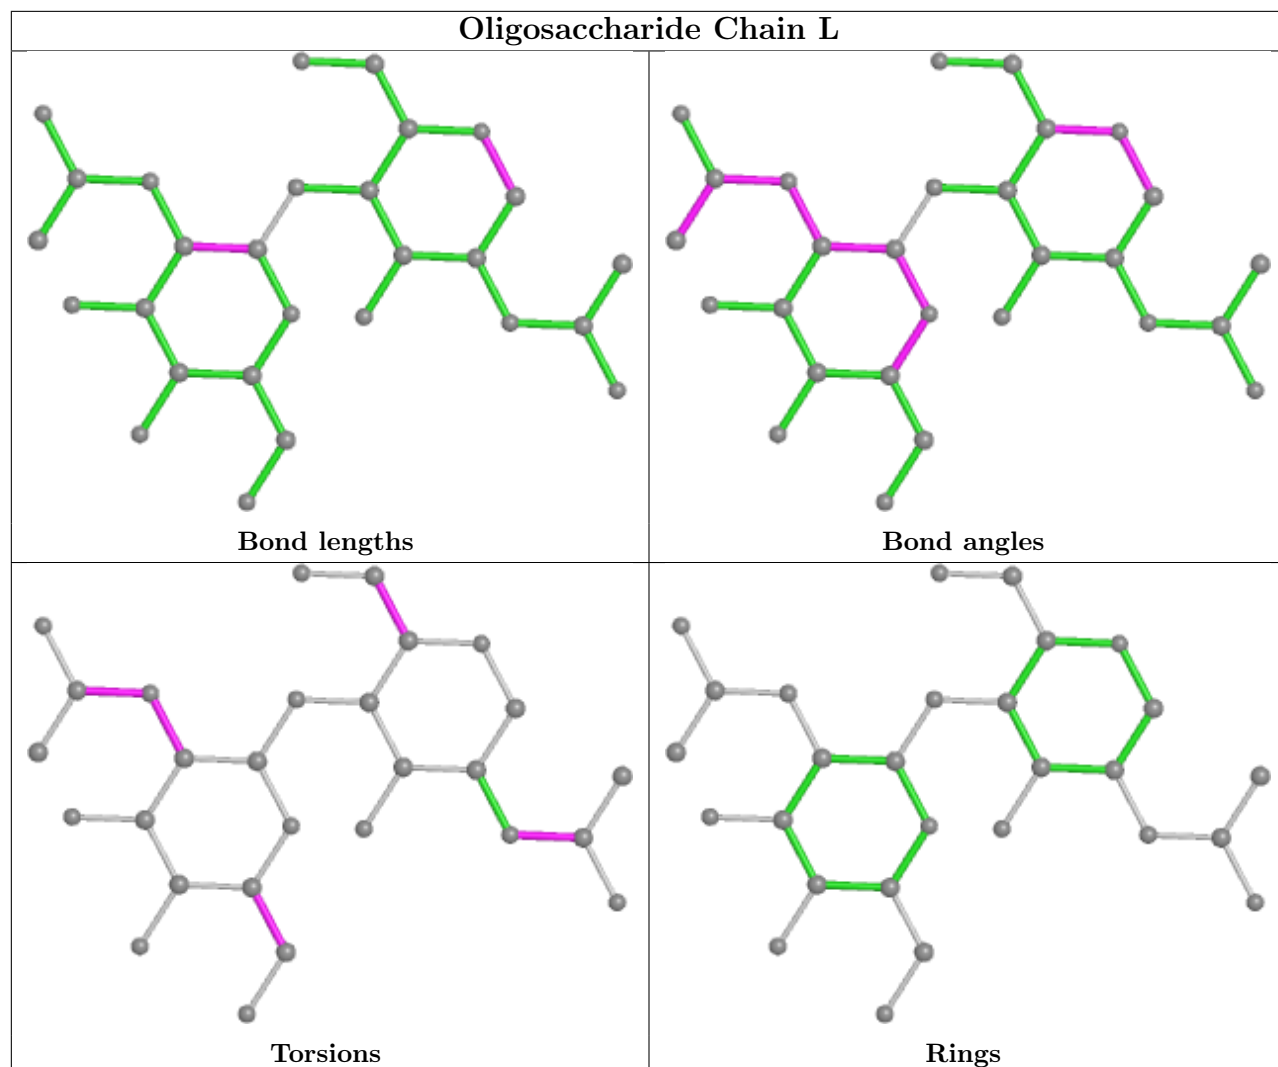 Oligosaccharide Chain L
Bond lengths
Bond angles
Torsions
Rings